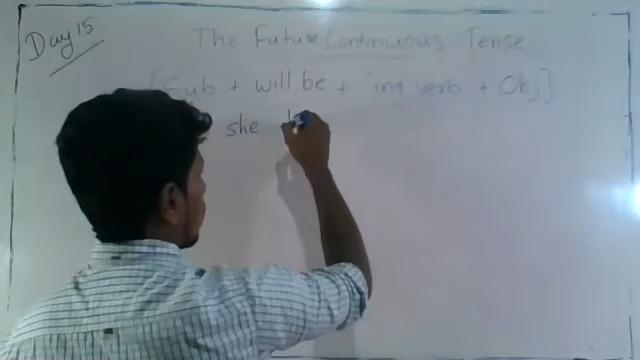 Day 15
The Future Continuous Tense
[Sub + will be + 'ing' verb + Obj]
she